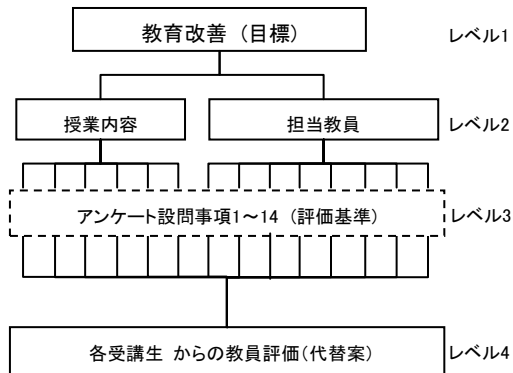 教育改善 (目標)
レベル1
授業内容
担当教員
レベル2
アンケート設問事項1～14 (評価基準)
レベル3
各受講生 からの教員評価(代替案)
レベル4